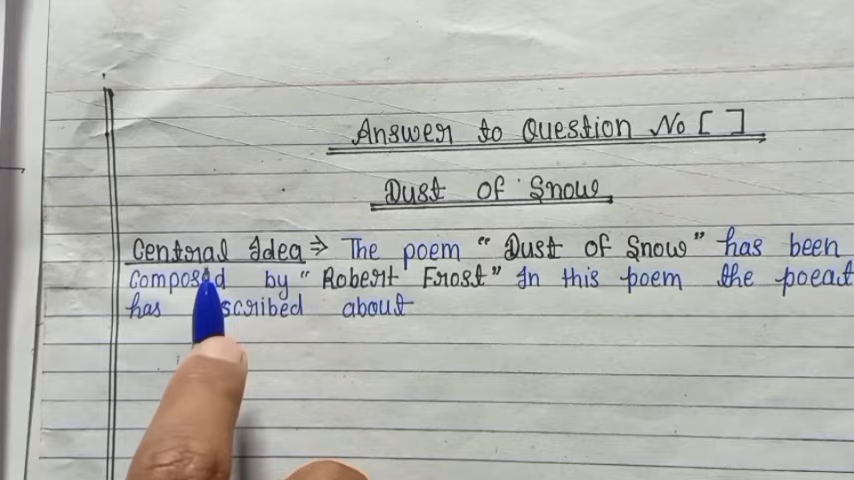 Answer to Question No [ ]
Dust of Snow
Central Idea ⇒ The poem " Dust of Snow" has been
composed by " Robert Frost" In this poem the poeat
has scribed about